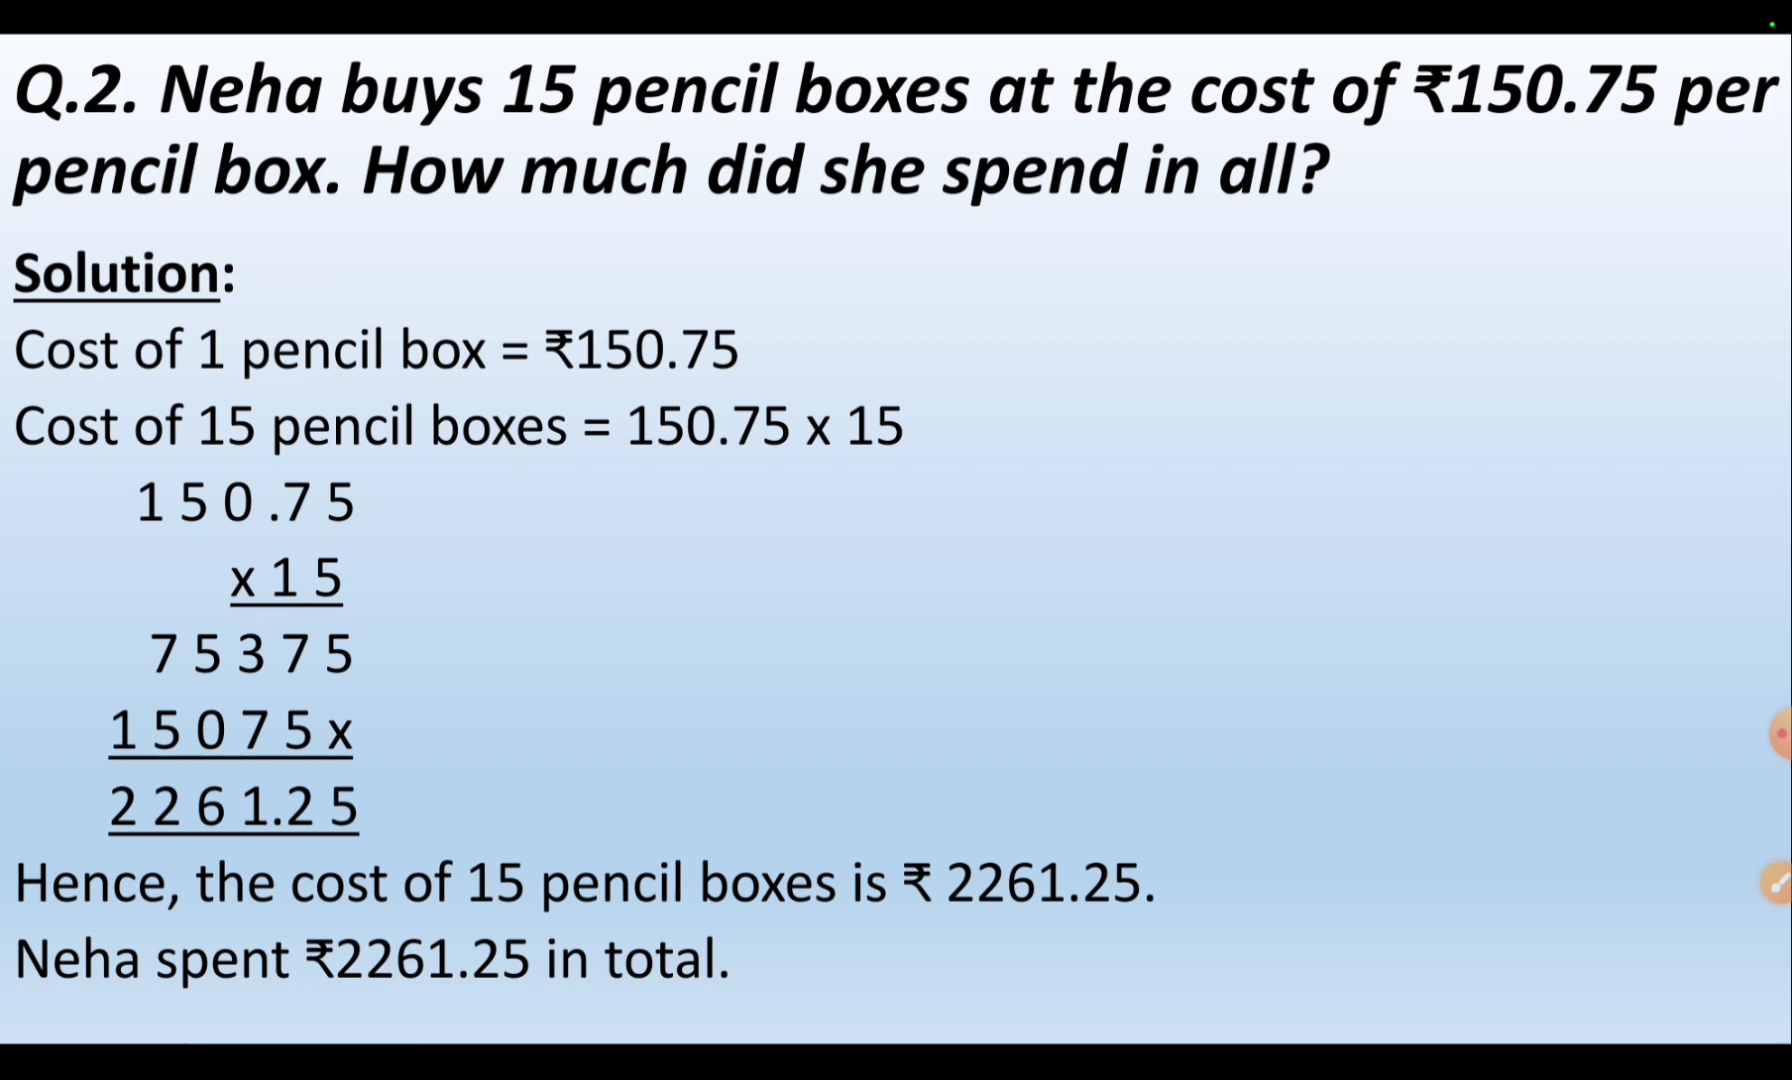 Q.2. Neha buys 15 pencil boxes at the cost of ₹150.75 per
pencil box. How much did she spend in all?
Solution:
Cost of 1 pencil box = ₹150.75
Cost of 15 pencil boxes = 150.75 x 15
1 5 0 .7 5
x 1 5
7 5 3 7 5
1 5 0 7 5 x
2 2 6 1.2 5
Hence, the cost of 15 pencil boxes is ₹ 2261.25.
Neha spent ₹2261.25 in total.